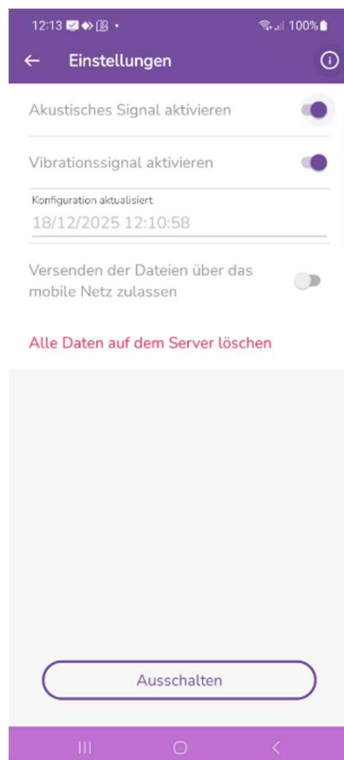 12:13 100%
Einstellungen
Akustisches Signal aktivieren
Vibrationssignal aktivieren
Konfiguration aktualisiert
18/12/2025 12:10:58
Versenden der Dateien über das
mobile Netz zulassen
Alle Daten auf dem Server löschen
Ausschalten